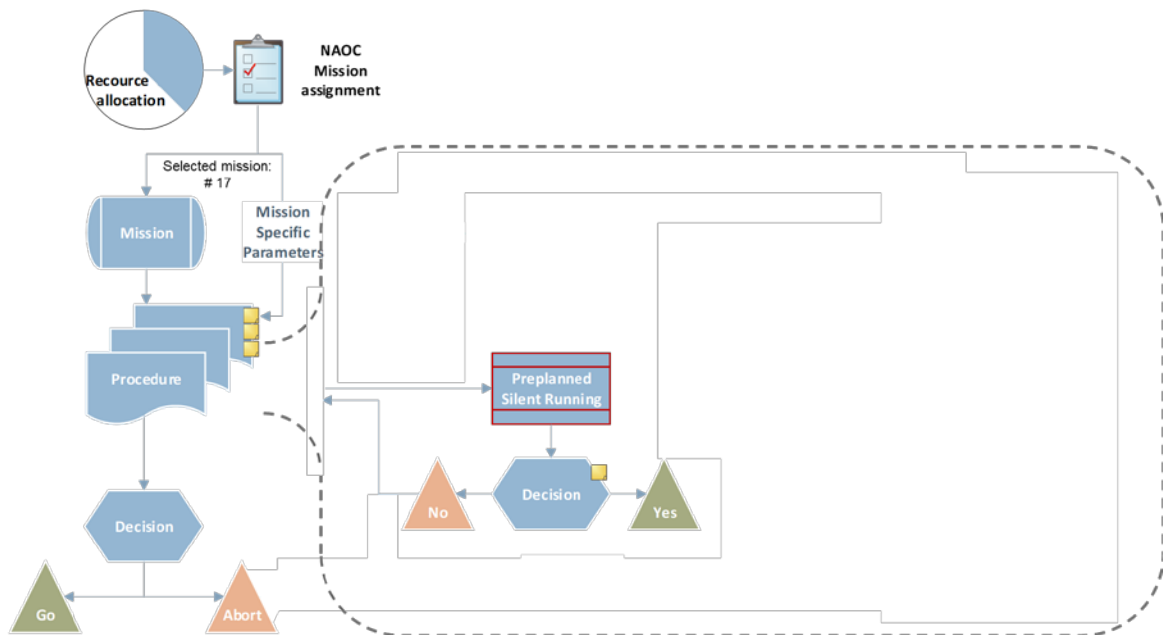 Recource
allocation
NAOC
Mission
assignment
Selected mission:
# 17
Mission
Mission
Specific
Parameters
Procedure
Preplanned
Silent Running
Decision
No
Yes
Decision
Go
Abort